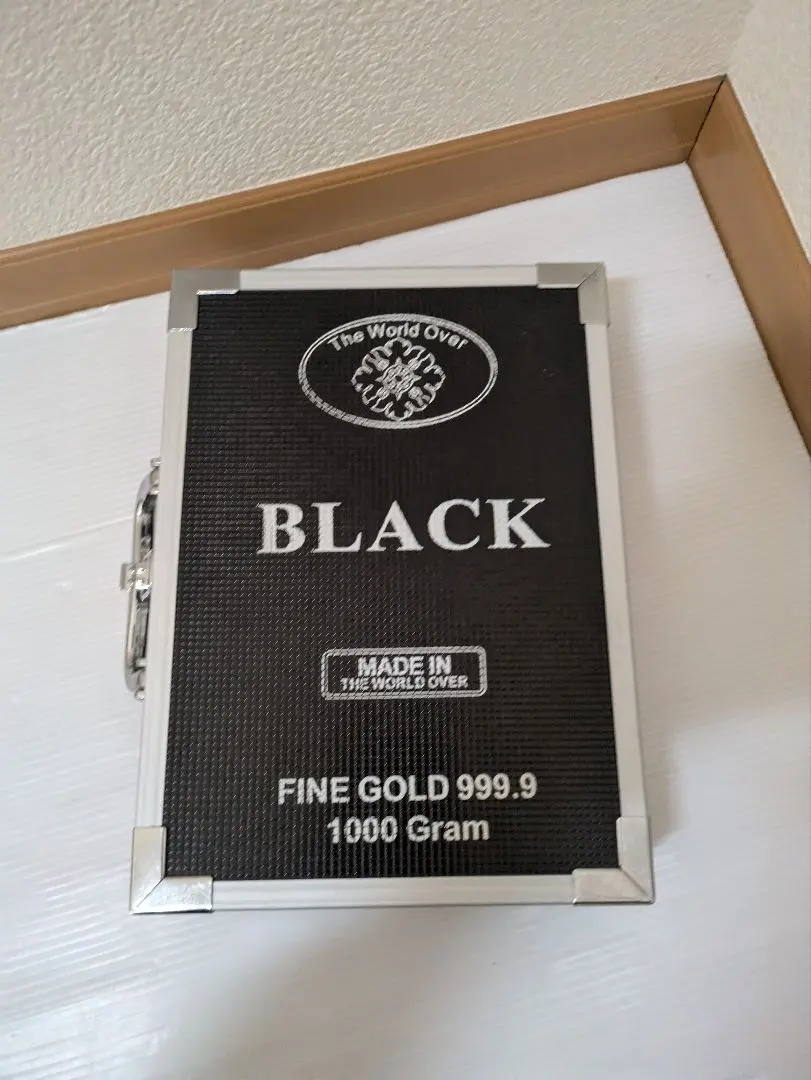 The World Over
BLACK
MADE IN
THE WORLD OVER
FINE GOLD 999.9
1000 Gram